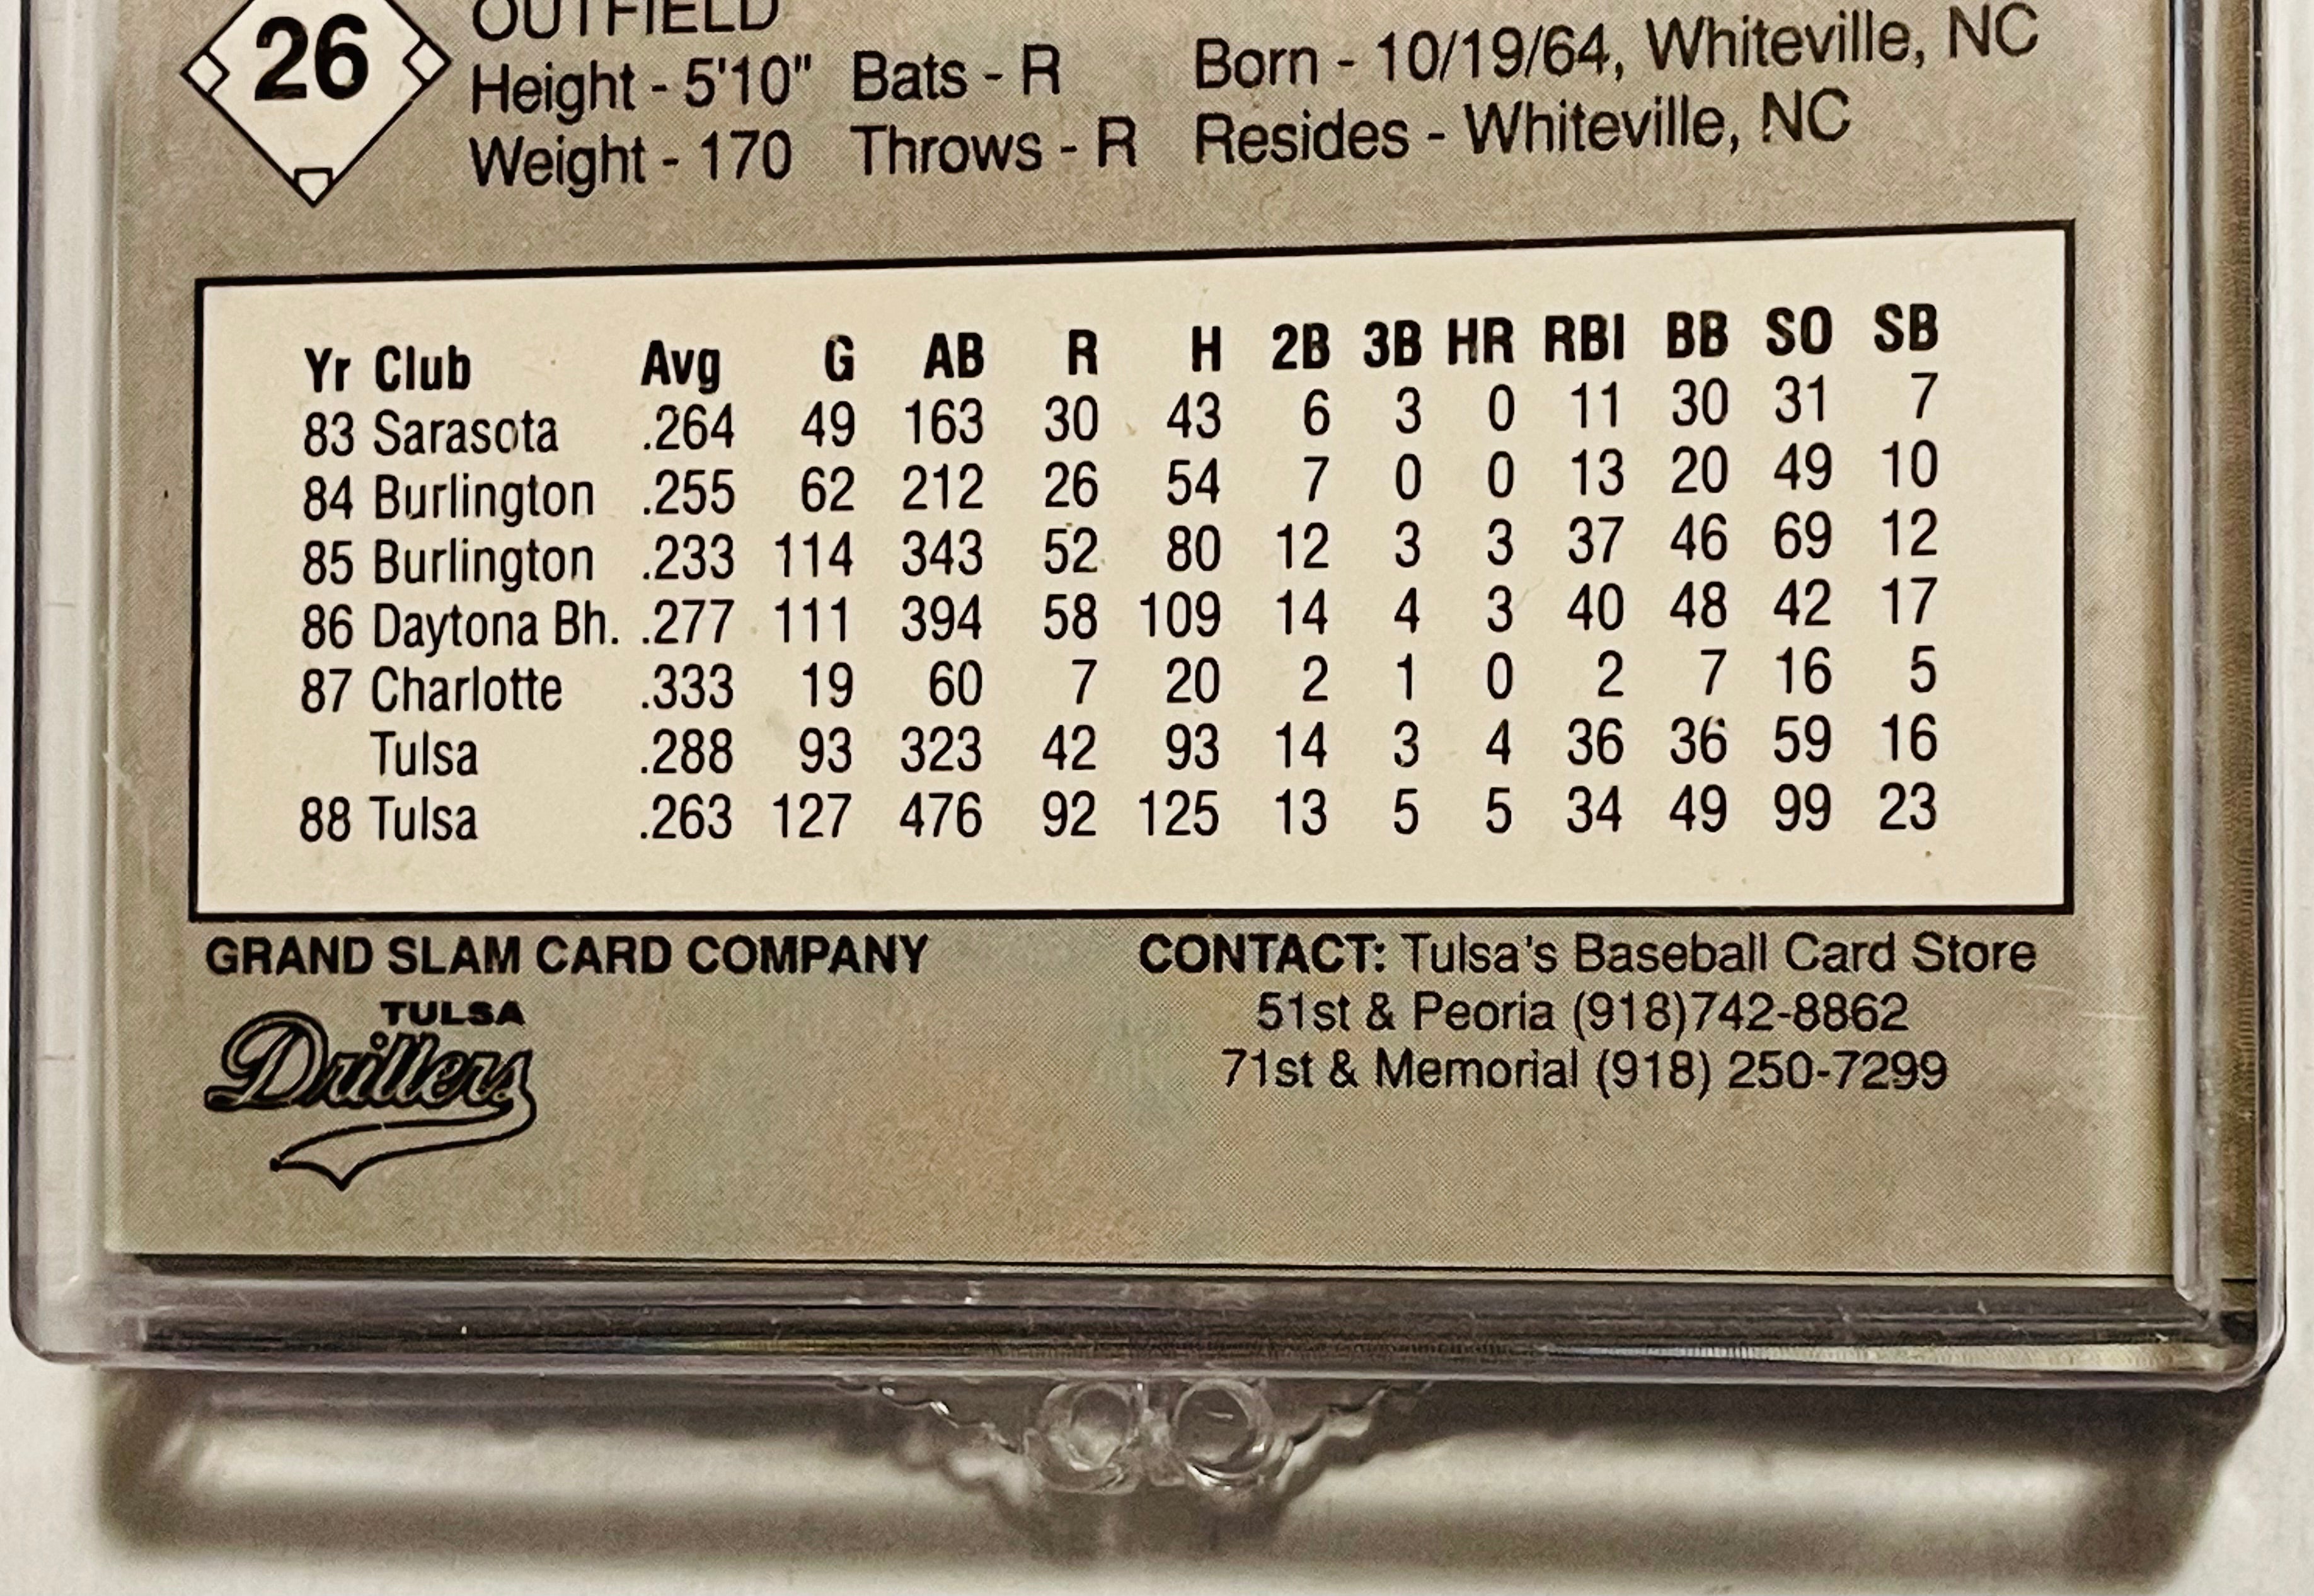 26
OUTFIELD
Height - 5'10" Bats - R Born - 10/19/64, Whiteville, NC
Weight - 170 Throws - R Resides - Whiteville, NC
Yr Club Avg G AB R H 2B 3B HR RBI BB SO SB
83 Sarasota .264 49 163 30 43 6 3 0 11 30 31 7
84 Burlington .255 62 212 26 54 7 0 0 13 20 49 10
85 Burlington .233 114 343 52 80 12 3 3 37 46 69 12
86 Daytona Bh. .277 111 394 58 109 14 4 3 40 48 42 17
87 Charlotte .333 19 60 7 20 2 1 0 2 7 16 5
Tulsa .288 93 323 42 93 14 3 4 36 36 59 16
88 Tulsa .263 127 476 92 125 13 5 5 34 49 99 23
GRAND SLAM CARD COMPANY
TULSA
Drillers
CONTACT: Tulsa's Baseball Card Store
51st & Peoria (918)742-8862
71st & Memorial (918) 250-7299